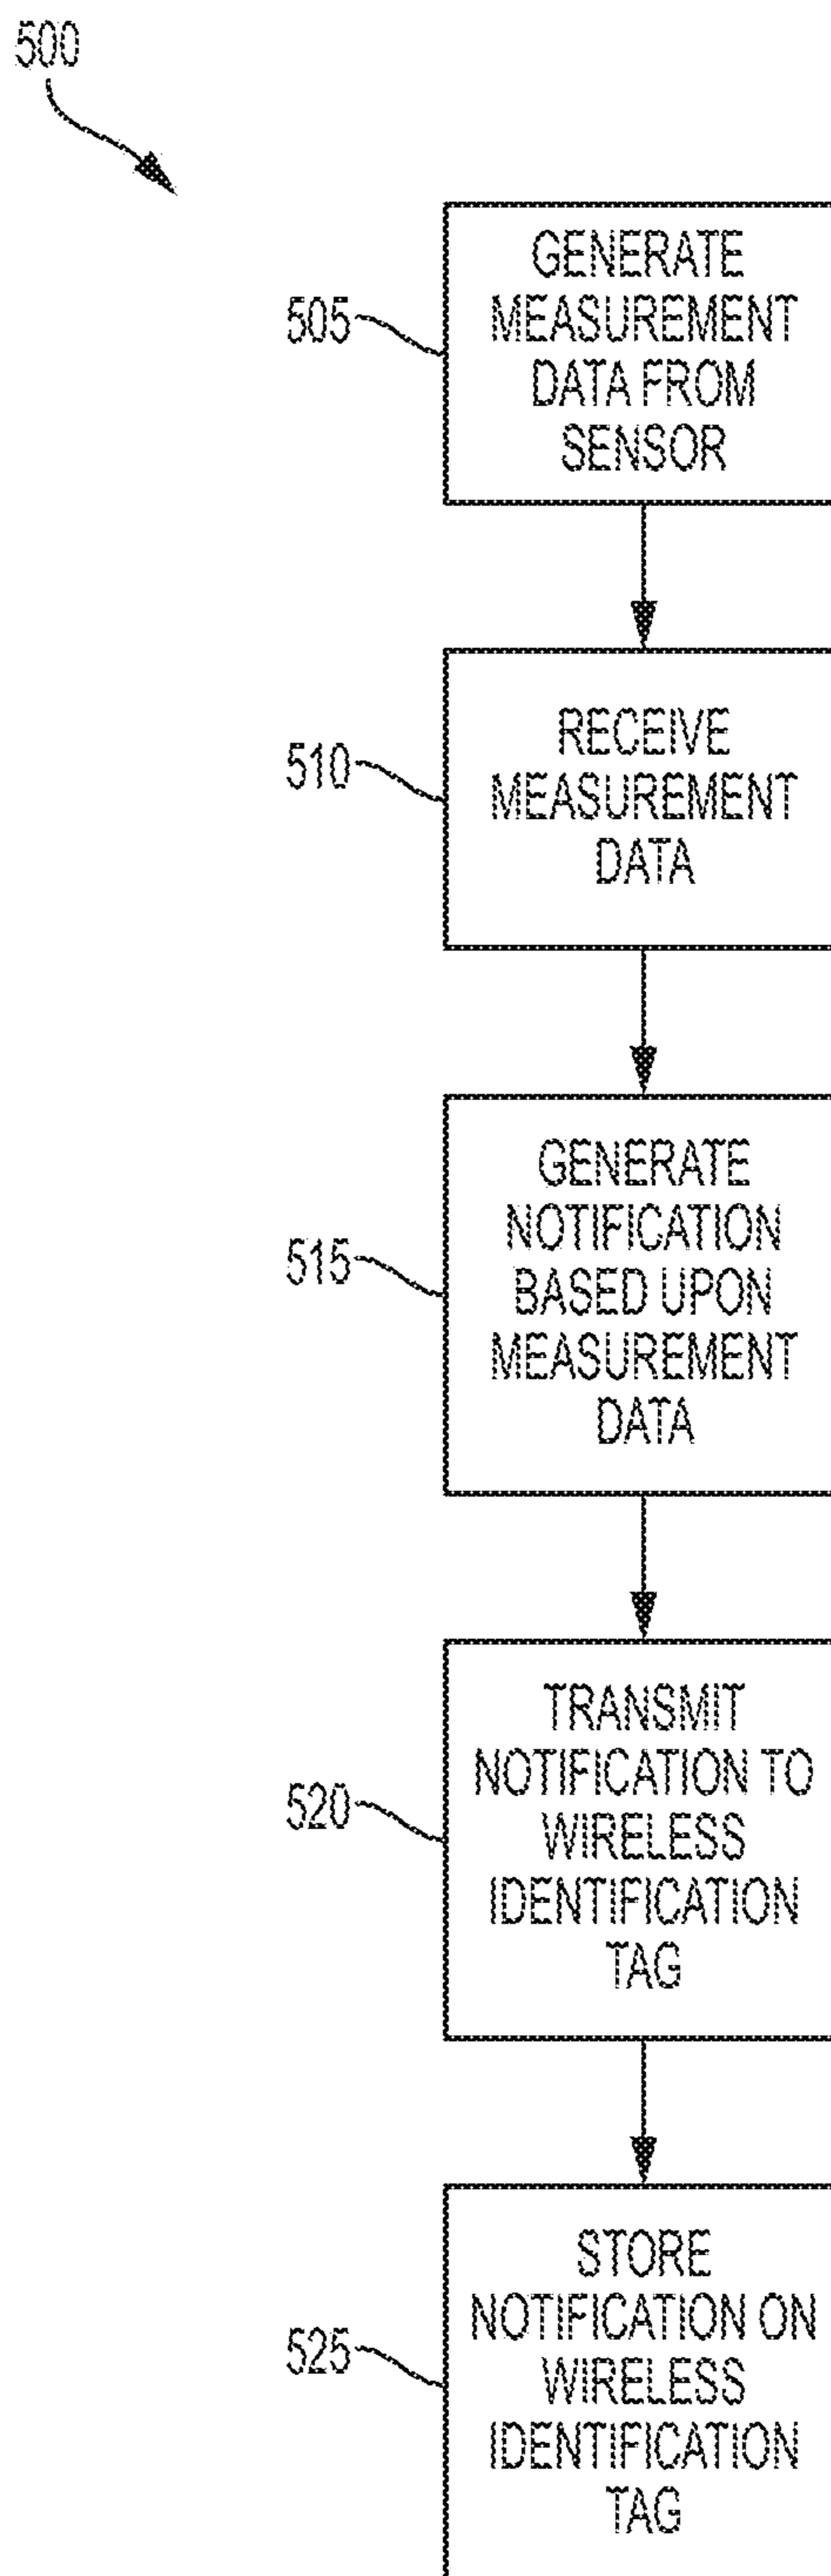 500
505
GENERATE
MEASUREMENT
DATA FROM
SENSOR
510
RECEIVE
MEASUREMENT
DATA
515
GENERATE
NOTIFICATION
BASED UPON
MEASUREMENT
DATA
520
TRANSMIT
NOTIFICATION TO
WIRELESS
IDENTIFICATION
TAG
525
STORE
NOTIFICATION ON
WIRELESS
IDENTIFICATION
TAG